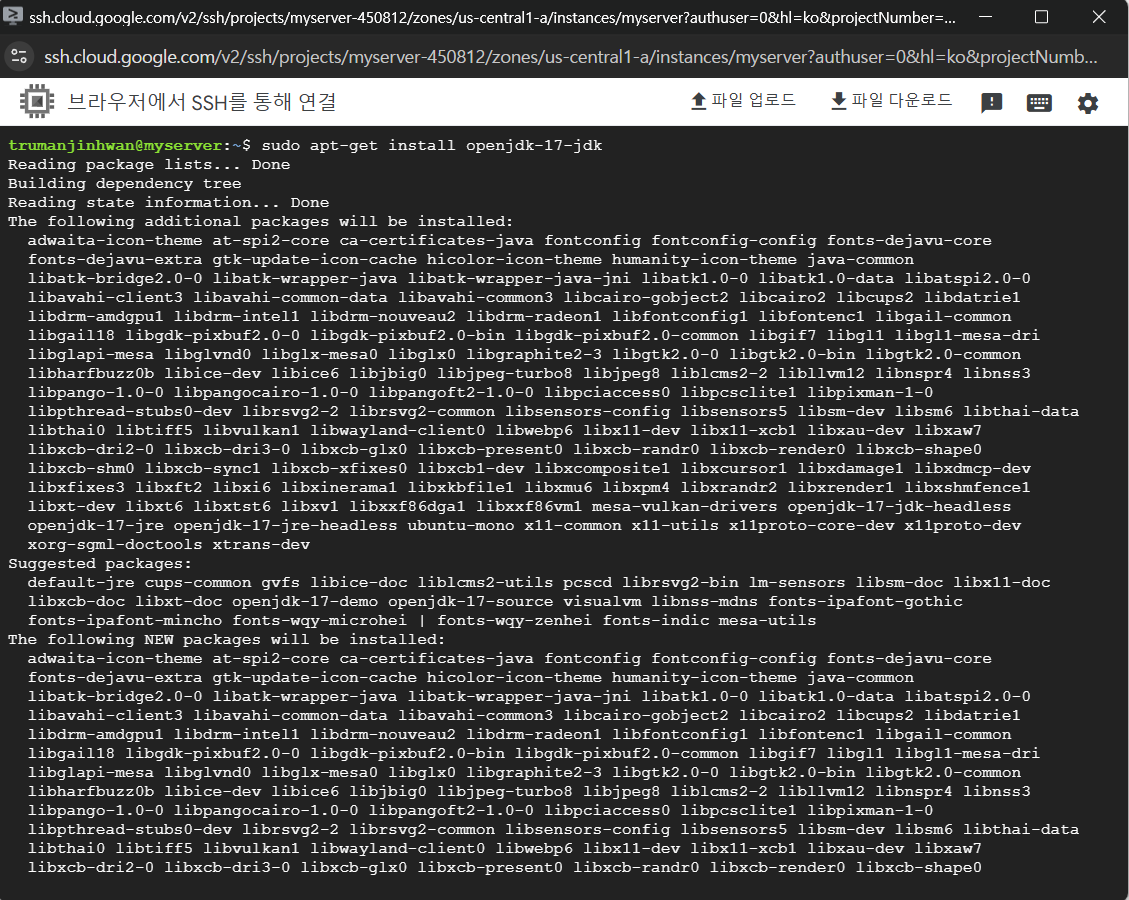 ssh.cloud.google.com/v2/ssh/projects/myserver-450812/zones/us-central1-a/instances/myserver?authuser=0&hl=ko&projectNumber=...
ssh.cloud.google.com/v2/ssh/projects/myserver-450812/zones/us-central1-a/instances/myserver?authuser=0&hl=ko&projectNumb...
브라우저에서 SSH를 통해 연결
파일 업로드
파일 다운로드
trumanjinhwan@myserver:~$ sudo apt-get install openjdk-17-jdk
Reading package lists... Done
Building dependency tree
Reading state information... Done
The following additional packages will be installed:
adwaita-icon-theme at-spi2-core ca-certificates-java fontconfig fontconfig-config fonts-dejavu-core
fonts-dejavu-extra gtk-update-icon-cache hicolor-icon-theme humanity-icon-theme java-common
libatk-bridge2.0-0 libatk-wrapper-java libatk-wrapper-java-jni libatk1.0-0 libatk1.0-data libatspi2.0-0
libavahi-client3 libavahi-common-data libavahi-common3 libcairo-gobject2 libcairo2 libcups2 libdatrie1
libdrm-amdgpu1 libdrm-intel1 libdrm-nouveau2 libdrm-radeon1 libfontconfig1 libfontenc1 libgail-common
libgail18 libgdk-pixbuf2.0-0 libgdk-pixbuf2.0-bin libgdk-pixbuf2.0-common libgif7 libgl1 libgl1-mesa-dri
libglapi-mesa libglvnd0 libglx-mesa0 libglx0 libgraphite2-3 libgtk2.0-0 libgtk2.0-bin libgtk2.0-common
libharfbuzz0b libice-dev libice6 libjbig0 libjpeg-turbo8 libjpeg8 liblcms2-2 libllvm12 libnspr4 libnss3
libpango-1.0-0 libpangocairo-1.0-0 libpangoft2-1.0-0 libpciaccess0 libpcsclite1 libpixman-1-0
libpthread-stubs0-dev librsvg2-2 librsvg2-common libsensors-config libsensors5 libsm-dev libsm6 libthai-data
libthai0 libtiff5 libvulkan1 libwayland-client0 libwebp6 libx11-dev libx11-xcb1 libxau-dev libxaw7
libxcb-dri2-0 libxcb-dri3-0 libxcb-glx0 libxcb-present0 libxcb-randr0 libxcb-render0 libxcb-shape0
libxcb-shm0 libxcb-sync1 libxcb-xfixes0 libxcb1-dev libxcomposite1 libxcursor1 libxdamage1 libxdmcp-dev
libxfixes3 libxft2 libxi6 libxinerama1 libxkbfile1 libxmu6 libxpm4 libxrandr2 libxrender1 libxshmfence1
libxt-dev libxt6 libxtst6 libxv1 libxxf86dga1 libxxf86vm1 mesa-vulkan-drivers openjdk-17-jdk-headless
openjdk-17-jre openjdk-17-jre-headless ubuntu-mono x11-common x11-utils x11proto-core-dev x11proto-dev
xorg-sgml-doctools xtrans-dev
Suggested packages:
default-jre cups-common gvfs libice-doc liblcms2-utils pcscd librsvg2-bin lm-sensors libsm-doc libx11-doc
libxcb-doc libxt-doc openjdk-17-demo openjdk-17-source visualvm libnss-mdns fonts-ipafont-gothic
fonts-ipafont-mincho fonts-wqy-microhei | fonts-wqy-zenhei fonts-indic mesa-utils
The following NEW packages will be installed:
adwaita-icon-theme at-spi2-core ca-certificates-java fontconfig fontconfig-config fonts-dejavu-core
fonts-dejavu-extra gtk-update-icon-cache hicolor-icon-theme humanity-icon-theme java-common
libatk-bridge2.0-0 libatk-wrapper-java libatk-wrapper-java-jni libatk1.0-0 libatk1.0-data libatspi2.0-0
libavahi-client3 libavahi-common-data libavahi-common3 libcairo-gobject2 libcairo2 libcups2 libdatrie1
libdrm-amdgpu1 libdrm-intel1 libdrm-nouveau2 libdrm-radeon1 libfontconfig1 libfontenc1 libgail-common
libgail18 libgdk-pixbuf2.0-0 libgdk-pixbuf2.0-bin libgdk-pixbuf2.0-common libgif7 libgl1 libgl1-mesa-dri
libglapi-mesa libglvnd0 libglx-mesa0 libglx0 libgraphite2-3 libgtk2.0-0 libgtk2.0-bin libgtk2.0-common
libharfbuzz0b libice-dev libice6 libjbig0 libjpeg-turbo8 libjpeg8 liblcms2-2 libllvm12 libnspr4 libnss3
libpango-1.0-0 libpangocairo-1.0-0 libpangoft2-1.0-0 libpciaccess0 libpcsclite1 libpixman-1-0
libpthread-stubs0-dev librsvg2-2 librsvg2-common libsensors-config libsensors5 libsm-dev libsm6 libthai-data
libthai0 libtiff5 libvulkan1 libwayland-client0 libwebp6 libx11-dev libx11-xcb1 libxau-dev libxaw7
libxcb-dri2-0 libxcb-dri3-0 libxcb-glx0 libxcb-present0 libxcb-randr0 libxcb-render0 libxcb-shape0